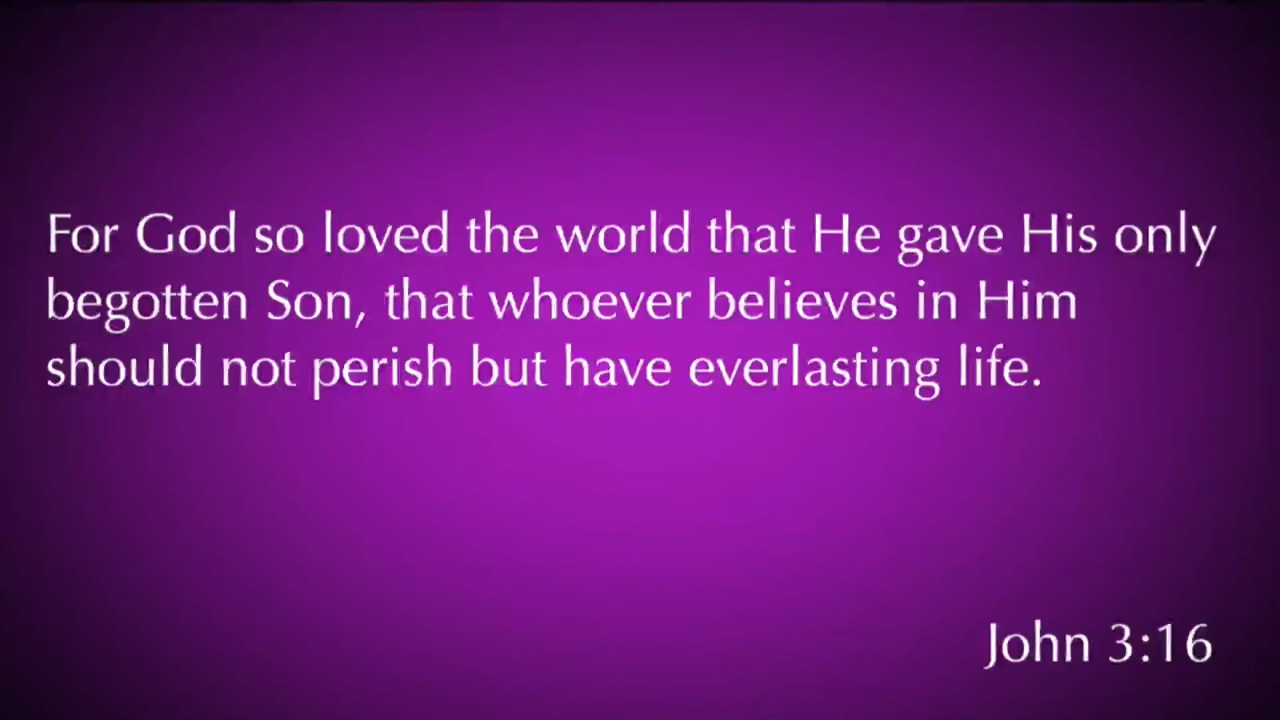 For God so loved the world that He gave His only
begotten Son, that whoever believes in Him
should not perish but have everlasting life.
John 3:16